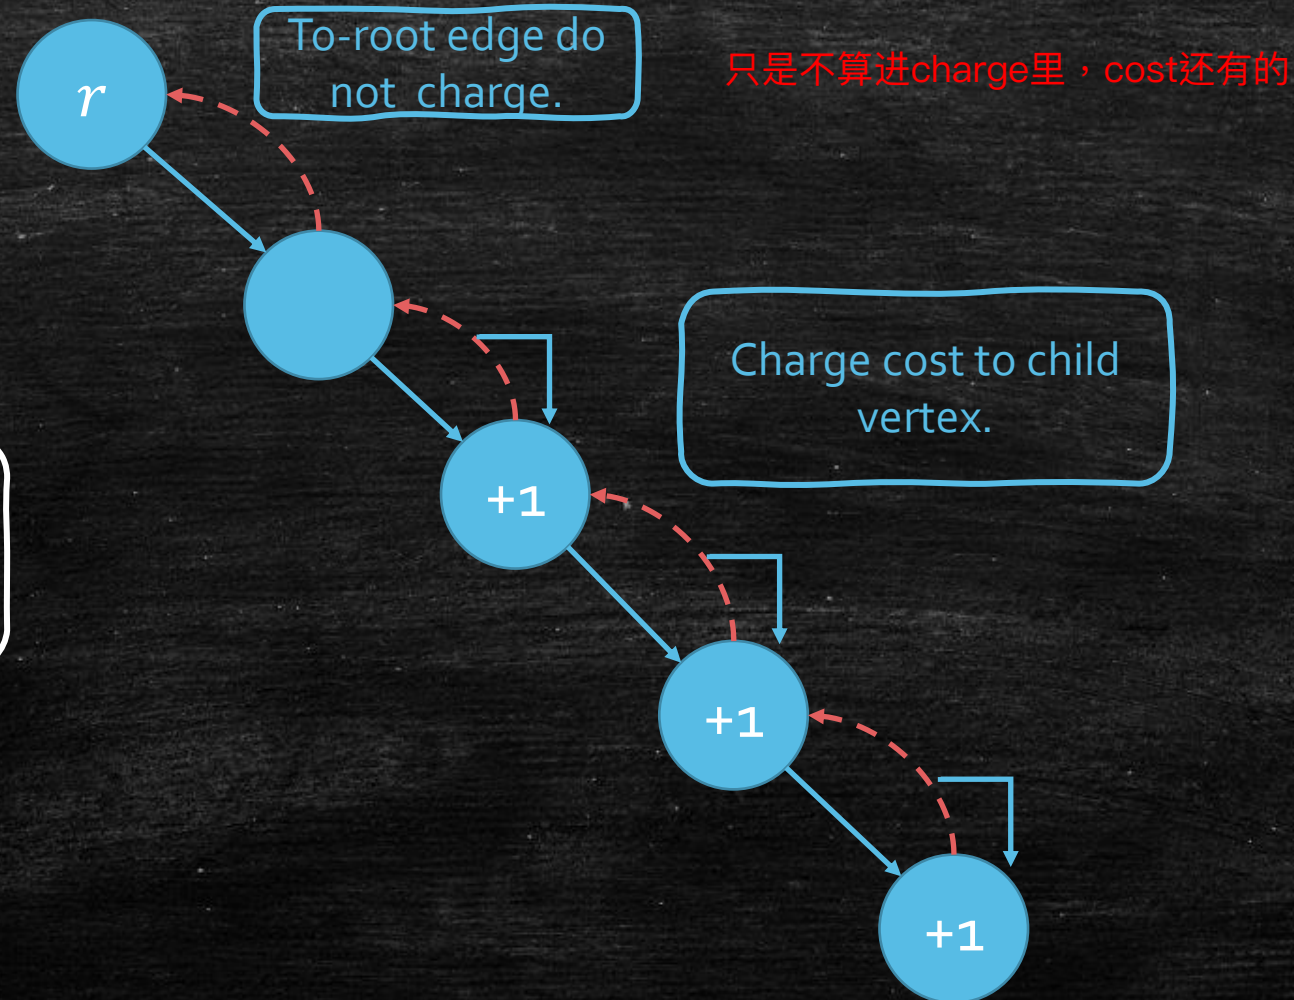 To-root edge do
not charge.
只是不算进charge里，cost还有的
r
Charge cost to child
vertex.
+1
+1
+1